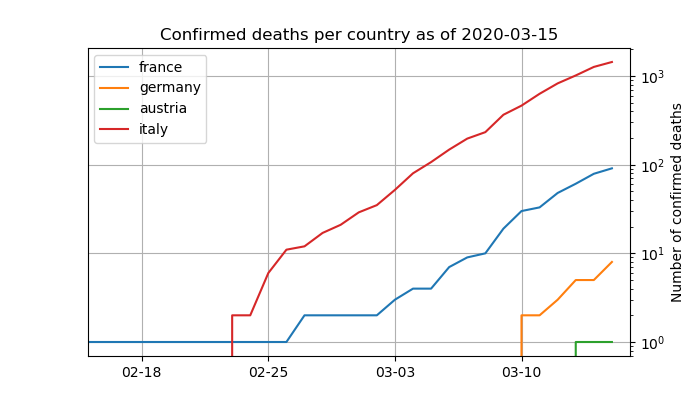 Confirmed deaths per country as of 2020-03-15
france
germany
austria
italy
10³
10²
10¹
10⁰
Number of confirmed deaths
02-18
02-25
03-03
03-10